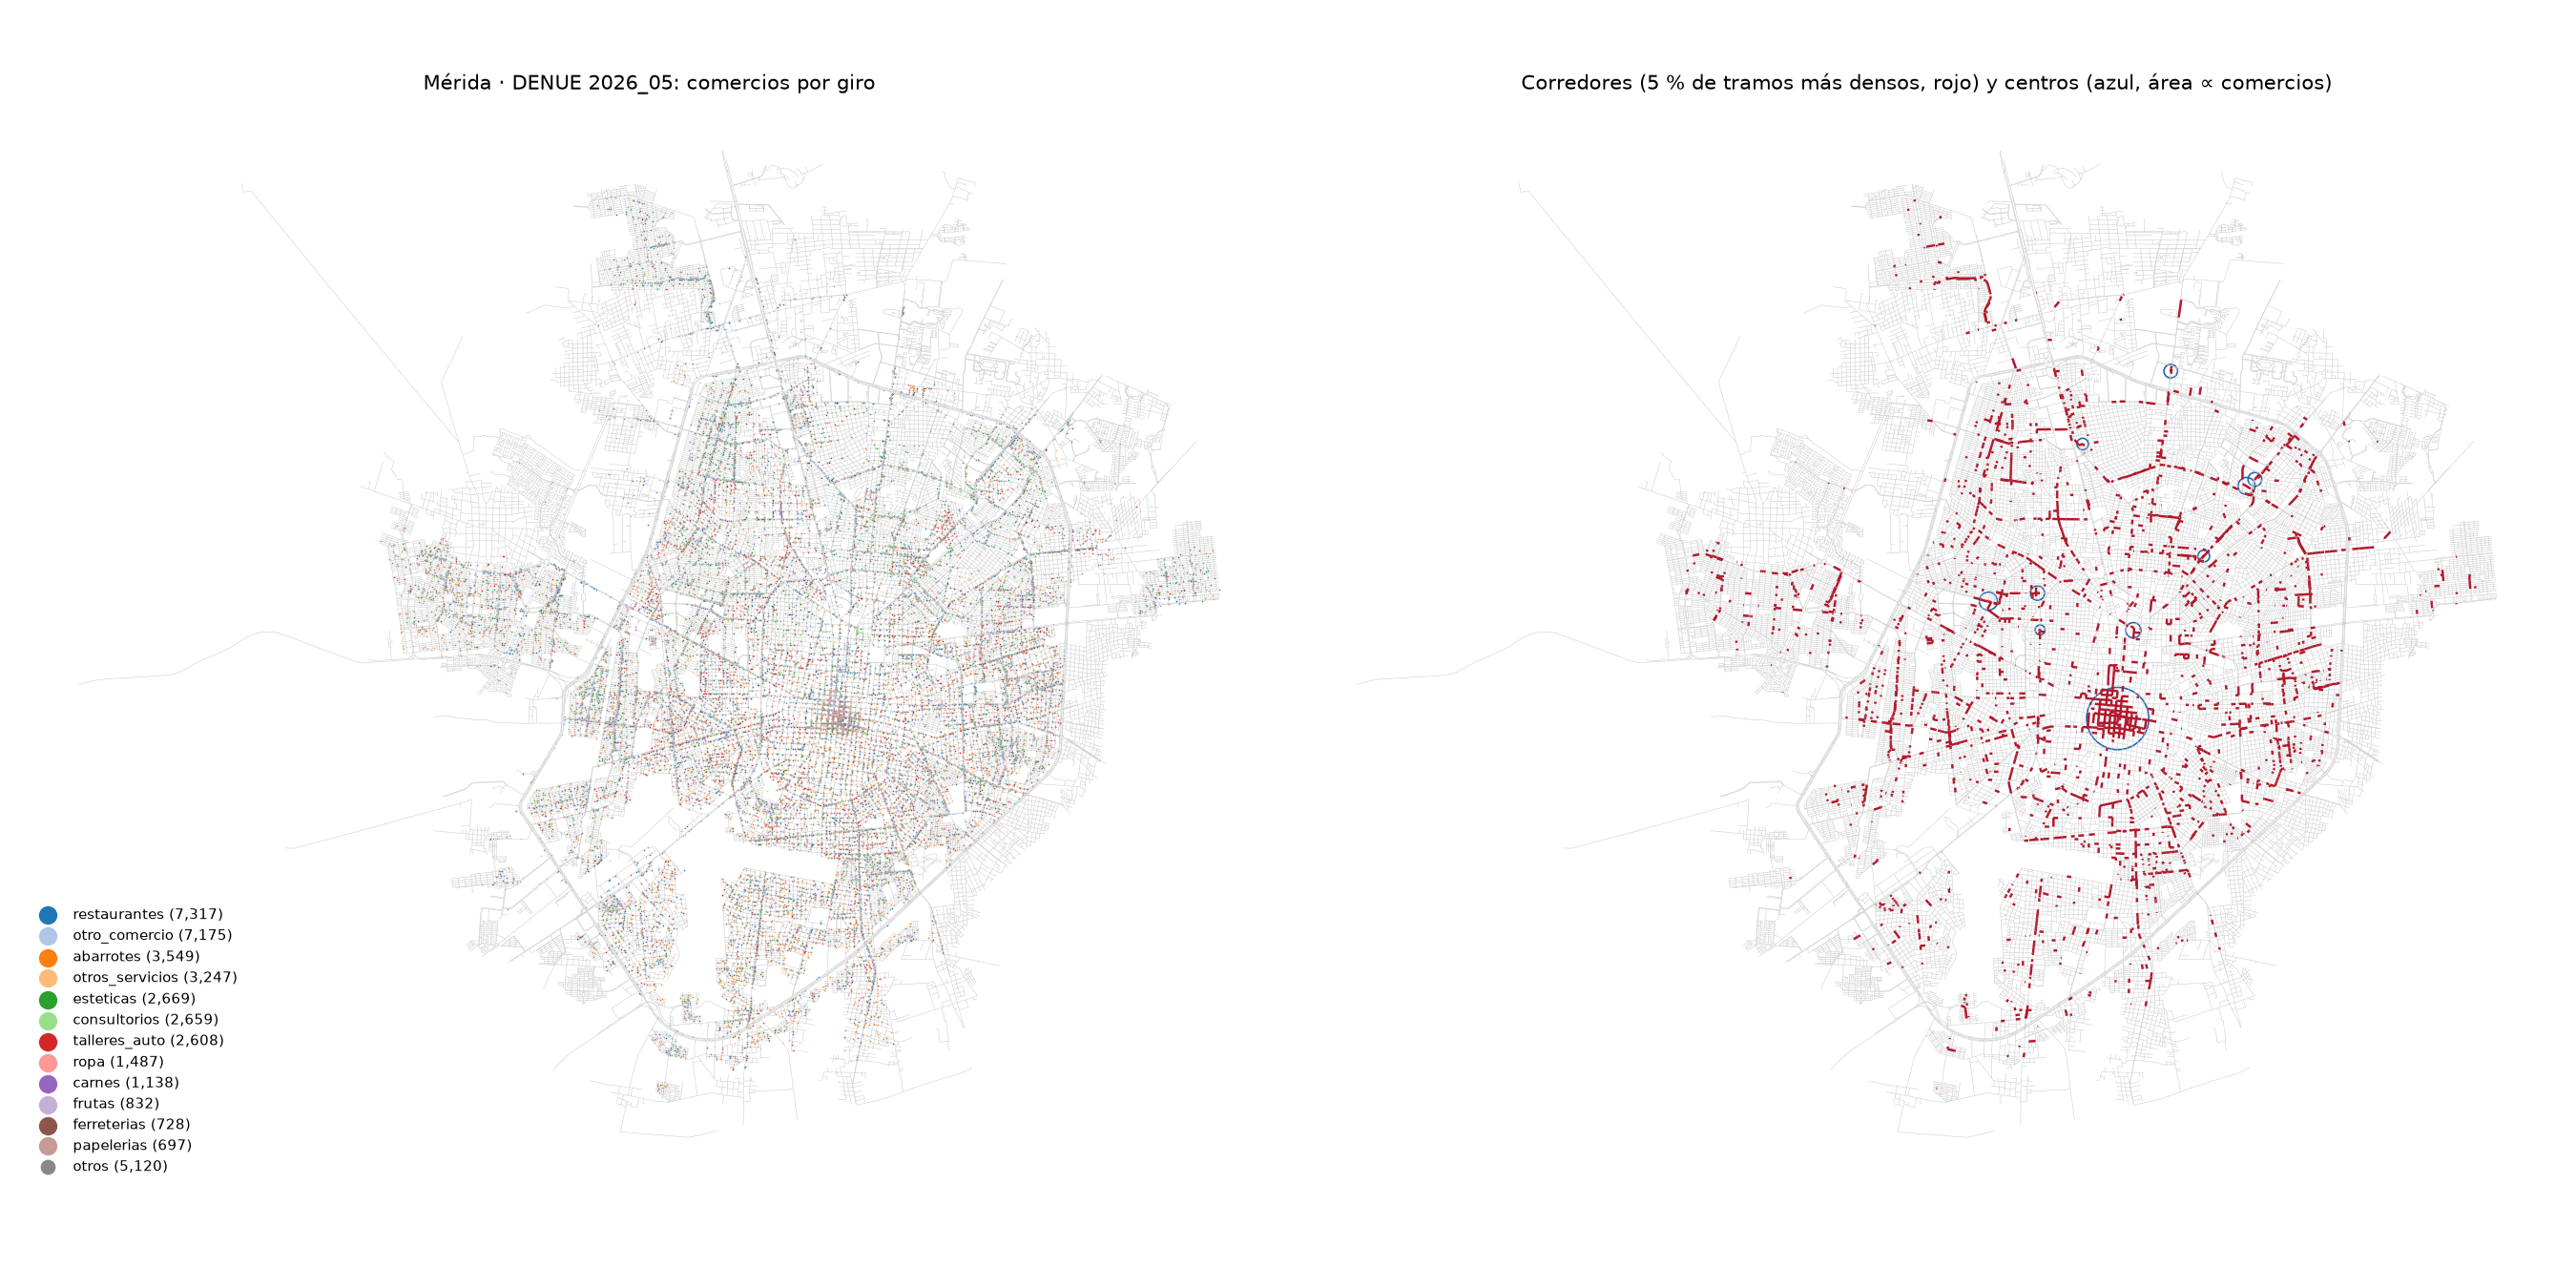 Mérida · DENUE 2026_05: comercios por giro
Corredores (5 % de tramos más densos, rojo) y centros (azul, área ∝ comercios)
restaurantes (7,317)
otro_comercio (7,175)
abarrotes (3,549)
otros_servicios (3,247)
esteticas (2,669)
consultorios (2,659)
talleres_auto (2,608)
ropa (1,487)
carnes (1,138)
frutas (832)
ferreterias (728)
papelerias (697)
otros (5,120)